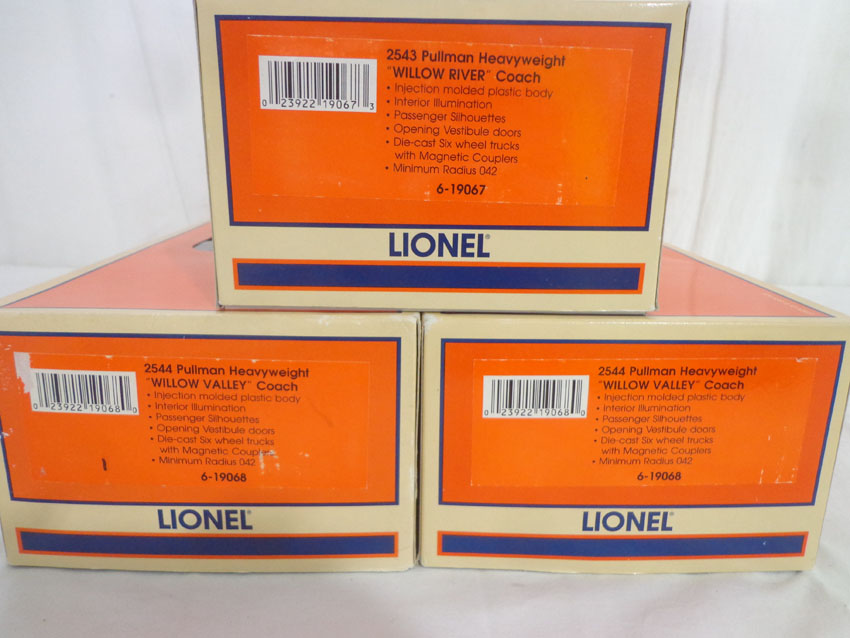 2543 Pullman Heavyweight
"WILLOW RIVER" Coach
• Injection molded plastic body
• Interior Illumination
• Passenger Silhouettes
• Opening Vestibule doors
• Die-cast Six wheel trucks
with Magnetic Couplers
• Minimum Radius 042
6-19067
0 23922 19067 3
LIONEL®
2544 Pullman Heavyweight
"WILLOW VALLEY" Coach
• Injection molded plastic body
• Interior Illumination
• Passenger Silhouettes
• Opening Vestibule doors
• Die-cast Six wheel trucks
with Magnetic Couplers
• Minimum Radius 042
6-19068
0 23922 19068 0
LIONEL®
2544 Pullman Heavyweight
"WILLOW VALLEY" Coach
• Injection molded plastic body
• Interior Illumination
• Passenger Silhouettes
• Opening Vestibule doors
• Die-cast Six wheel trucks
with Magnetic Couplers
• Minimum Radius 042
6-19068
0 23922 19068 0
LIONEL®